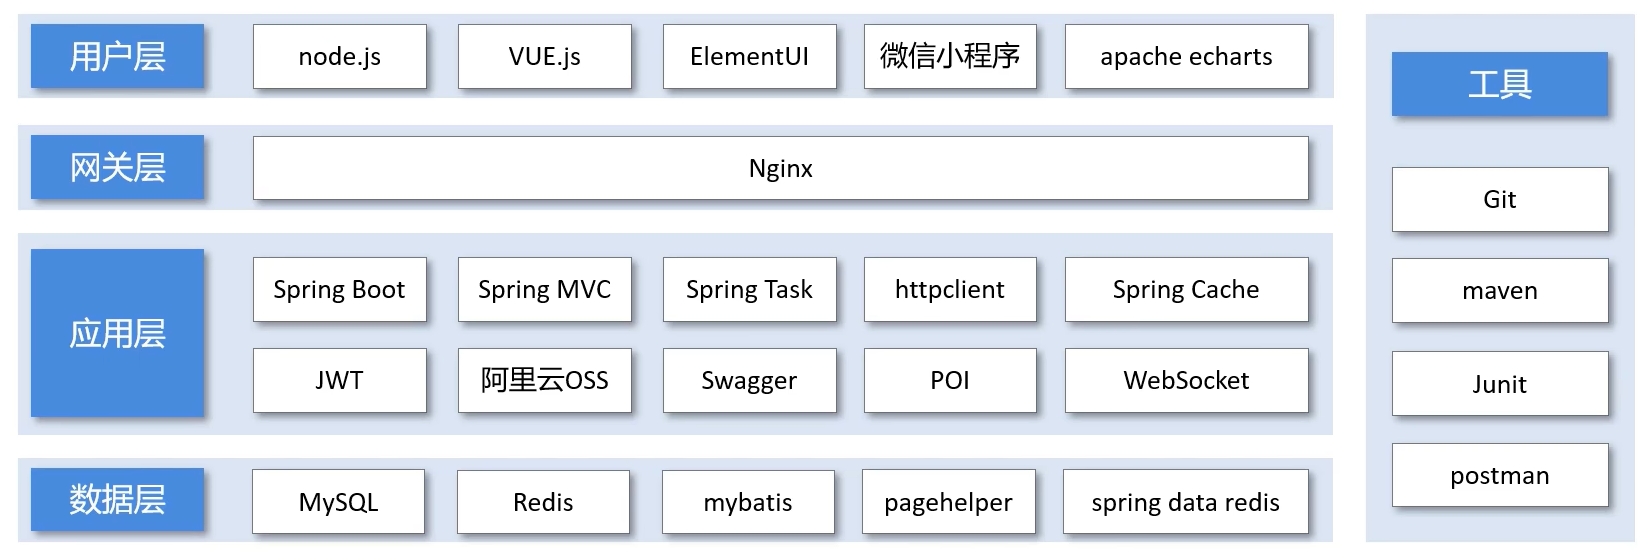 用户层
node.js
VUE.js
ElementUI
微信小程序
apache echarts
网关层
Nginx
应用层
Spring Boot
Spring MVC
Spring Task
httpclient
Spring Cache
JWT
阿里云OSS
Swagger
POI
WebSocket
数据层
MySQL
Redis
mybatis
pagehelper
spring data redis
工具
Git
maven
Junit
postman